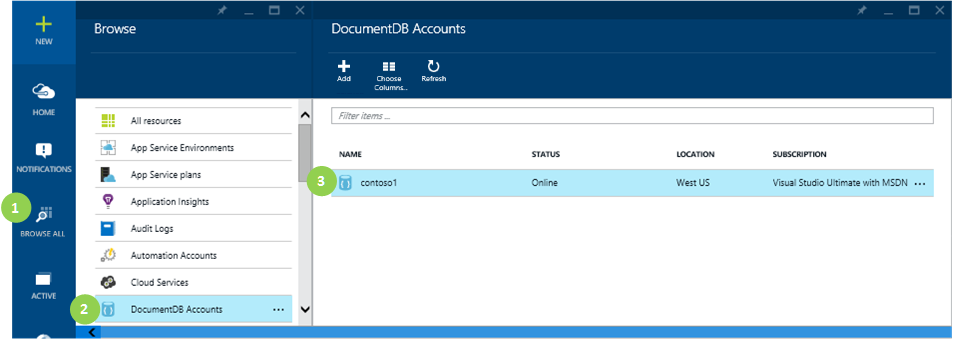 NEW
HOME
NOTIFICATIONS
1
BROWSE ALL
ACTIVE
Browse
All resources
App Service Environments
App Service plans
Application Insights
Audit Logs
Automation Accounts
Cloud Services
2 DocumentDB Accounts ...
DocumentDB Accounts
Add
Choose
Columns...
Refresh
Filter items ...
NAME STATUS LOCATION SUBSCRIPTION
3 contoso1 Online West US Visual Studio Ultimate with MSDN ...